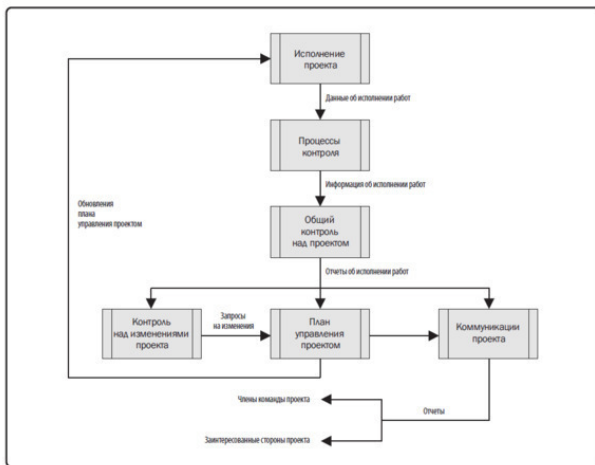 Исполнение
проекта
Данные об исполнении работ
Процессы
контроля
Информация об исполнении работ
Обновления
плана
управления проектом
Общий
контроль
над проектом
Отчеты об исполнении работ
Контроль
над изменениями
проекта
Запросы
на изменения
План
управления
проектом
Коммуникации
проекта
Члены команды проекта
Отчеты
Заинтересованные стороны проекта